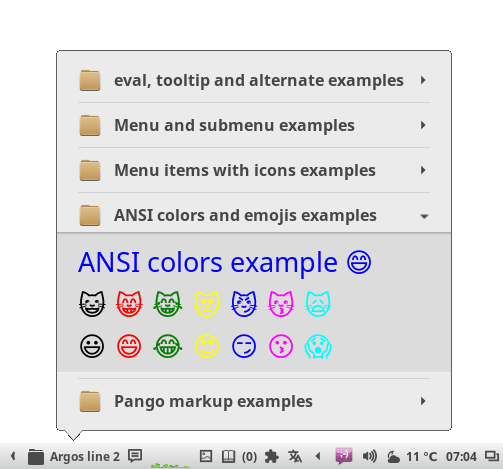 eval, tooltip and alternate examples
Menu and submenu examples
Menu items with icons examples
ANSI colors and emojis examples
ANSI colors example 😄
😺 😸 😹 😻 😼 😽 🙀
😀 😄 😂 😍 😏 😗 😱
Pango markup examples
Argos line 2 (0) 11 °C 07:04